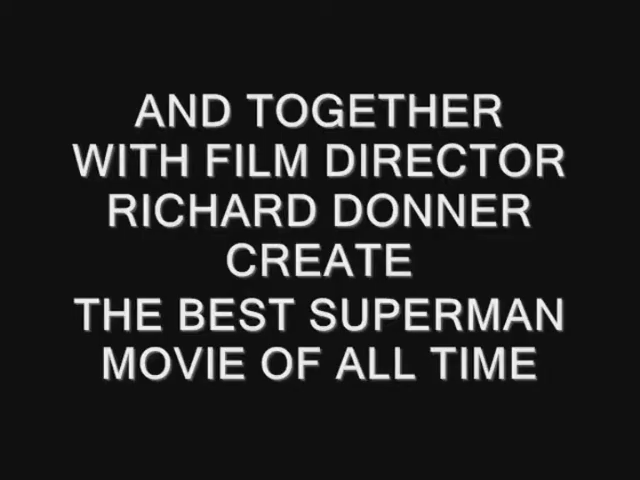 AND TOGETHER
WITH FILM DIRECTOR
RICHARD DONNER
CREATE
THE BEST SUPERMAN
MOVIE OF ALL TIME